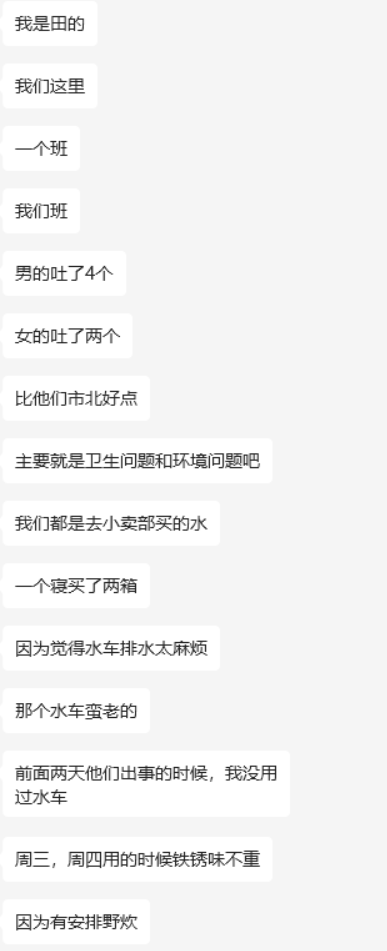 我是田的
我们这里
一个班
我们班
男的吐了4个
女的吐了两个
比他们市北好点
主要就是卫生问题和环境问题吧
我们都是去小卖部买的水
一个寝买了两箱
因为觉得水车排水太麻烦
那个水车蛮老的
前面两天他们出事的时候，我没用
过水车
周三，周四用的时候铁锈味不重
因为有安排野炊